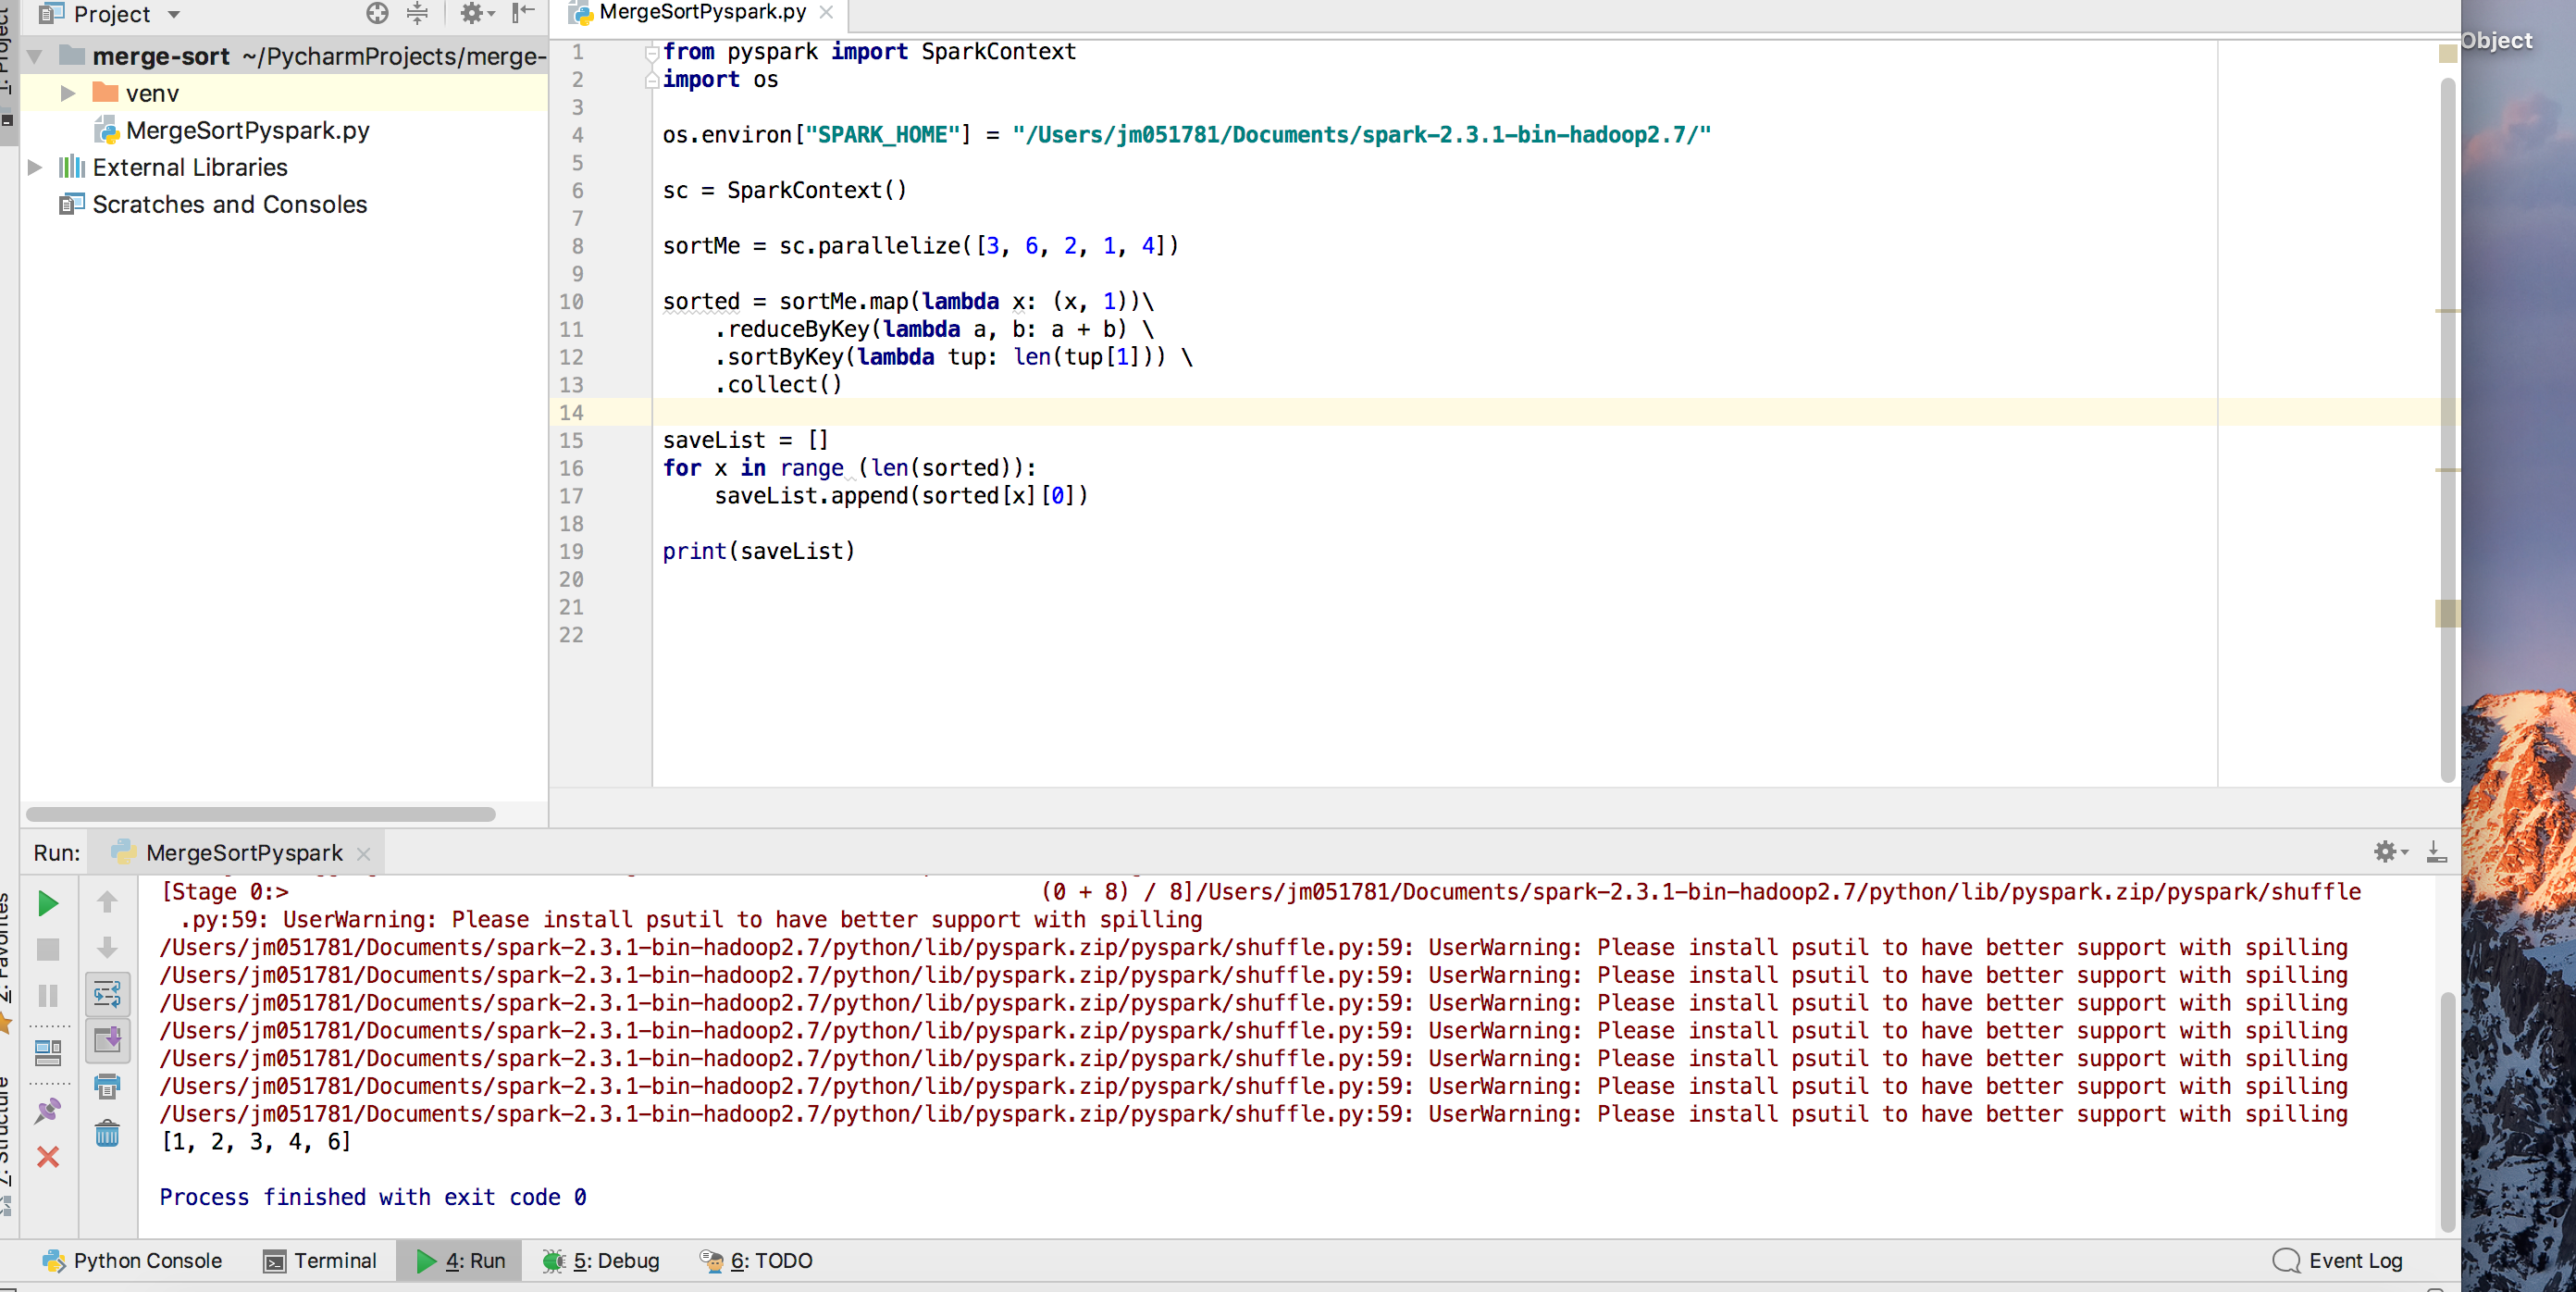 Project
merge-sort ~/PycharmProjects/merge-
venv
MergeSortPyspark.py
External Libraries
Scratches and Consoles
MergeSortPyspark.py
Object
1 from pyspark import SparkContext
2 import os
3
4 os.environ["SPARK_HOME"] = "/Users/jm051781/Documents/spark-2.3.1-bin-hadoop2.7/"
5
6 sc = SparkContext()
7
8 sortMe = sc.parallelize([3, 6, 2, 1, 4])
9
10 sorted = sortMe.map(lambda x: (x, 1))\
11 .reduceByKey(lambda a, b: a + b) \
12 .sortByKey(lambda tup: len(tup[1])) \
13 .collect()
14
15 saveList = []
16 for x in range (len(sorted)):
17 saveList.append(sorted[x][0])
18
19 print(saveList)
20
21
22
Run: MergeSortPyspark
[Stage 0:> (0 + 8) / 8]/Users/jm051781/Documents/spark-2.3.1-bin-hadoop2.7/python/lib/pyspark.zip/pyspark/shuffle
.py:59: UserWarning: Please install psutil to have better support with spilling
/Users/jm051781/Documents/spark-2.3.1-bin-hadoop2.7/python/lib/pyspark.zip/pyspark/shuffle.py:59: UserWarning: Please install psutil to have better support with spilling
/Users/jm051781/Documents/spark-2.3.1-bin-hadoop2.7/python/lib/pyspark.zip/pyspark/shuffle.py:59: UserWarning: Please install psutil to have better support with spilling
/Users/jm051781/Documents/spark-2.3.1-bin-hadoop2.7/python/lib/pyspark.zip/pyspark/shuffle.py:59: UserWarning: Please install psutil to have better support with spilling
/Users/jm051781/Documents/spark-2.3.1-bin-hadoop2.7/python/lib/pyspark.zip/pyspark/shuffle.py:59: UserWarning: Please install psutil to have better support with spilling
/Users/jm051781/Documents/spark-2.3.1-bin-hadoop2.7/python/lib/pyspark.zip/pyspark/shuffle.py:59: UserWarning: Please install psutil to have better support with spilling
/Users/jm051781/Documents/spark-2.3.1-bin-hadoop2.7/python/lib/pyspark.zip/pyspark/shuffle.py:59: UserWarning: Please install psutil to have better support with spilling
/Users/jm051781/Documents/spark-2.3.1-bin-hadoop2.7/python/lib/pyspark.zip/pyspark/shuffle.py:59: UserWarning: Please install psutil to have better support with spilling
[1, 2, 3, 4, 6]
Process finished with exit code 0
2: Favorites
7: Structure
Python Console Terminal 4: Run 5: Debug 6: TODO Event Log